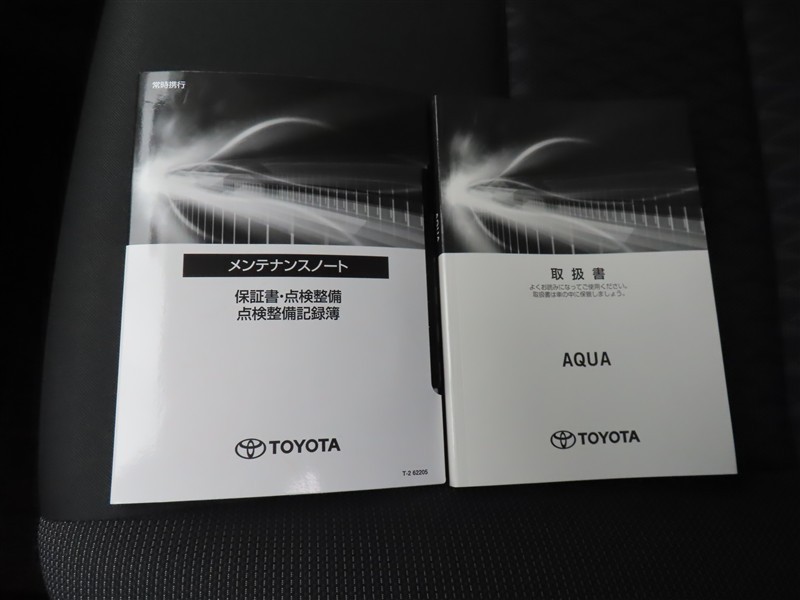 常時携行
メンテナンスノート
保証書・点検整備
点検整備記録簿
TOYOTA
T-2 62205
取扱書
よくお読みになってご使用ください。
取扱書は車の中に保管しましょう。
AQUA
TOYOTA